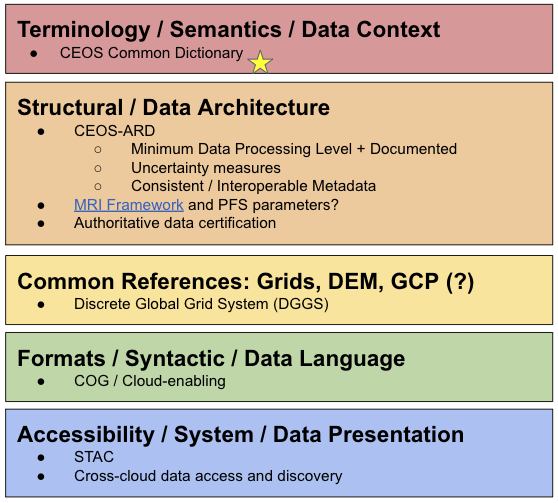 Terminology / Semantics / Data Context
● CEOS Common Dictionary
Structural / Data Architecture
● CEOS-ARD
○ Minimum Data Processing Level + Documented
○ Uncertainty measures
○ Consistent / Interoperable Metadata
● MRI Framework and PFS parameters?
● Authoritative data certification
Common References: Grids, DEM, GCP (?)
● Discrete Global Grid System (DGGS)
Formats / Syntactic / Data Language
● COG / Cloud-enabling
Accessibility / System / Data Presentation
● STAC
● Cross-cloud data access and discovery